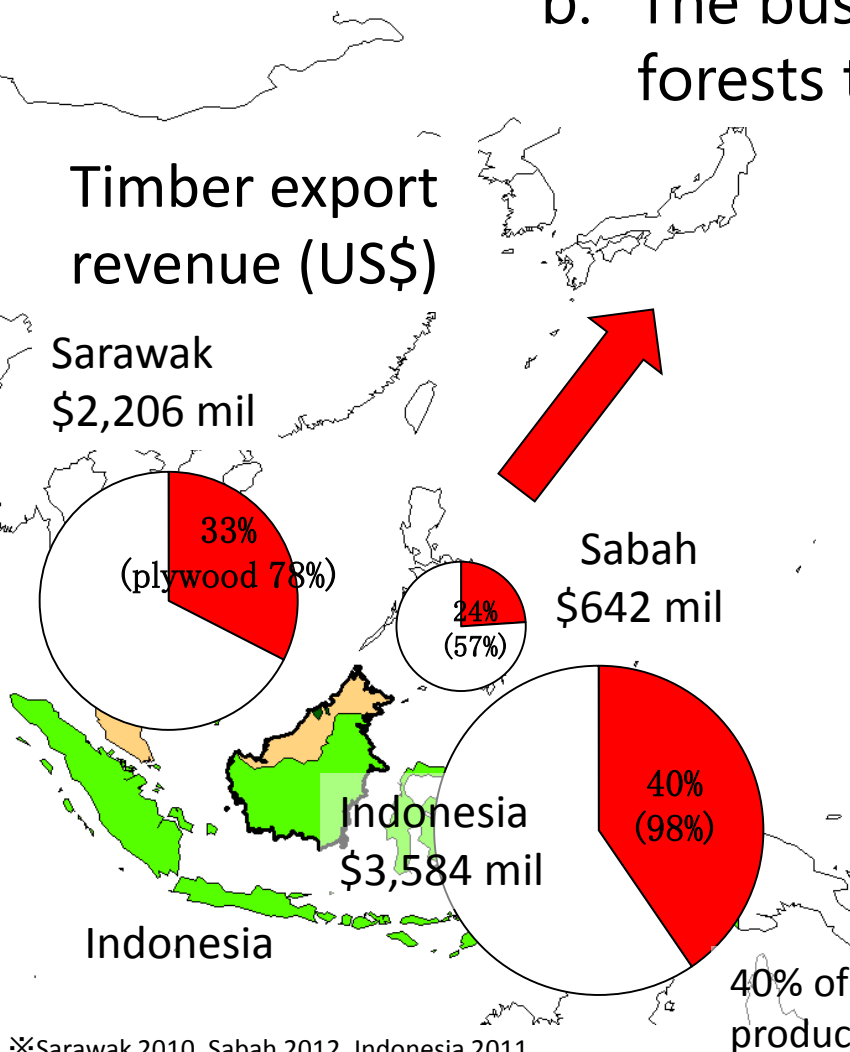 b. The bus
forests t
Timber export
revenue (US$)
Sarawak
$2,206 mil
33%
(plywood 78%)
Sabah
$642 mil
24%
(57%)
40%
(98%)
Indonesia
$3,584 mil
Indonesia
40% of
produc
※Sarawak 2010, Sabah 2012, Indonesia 2011